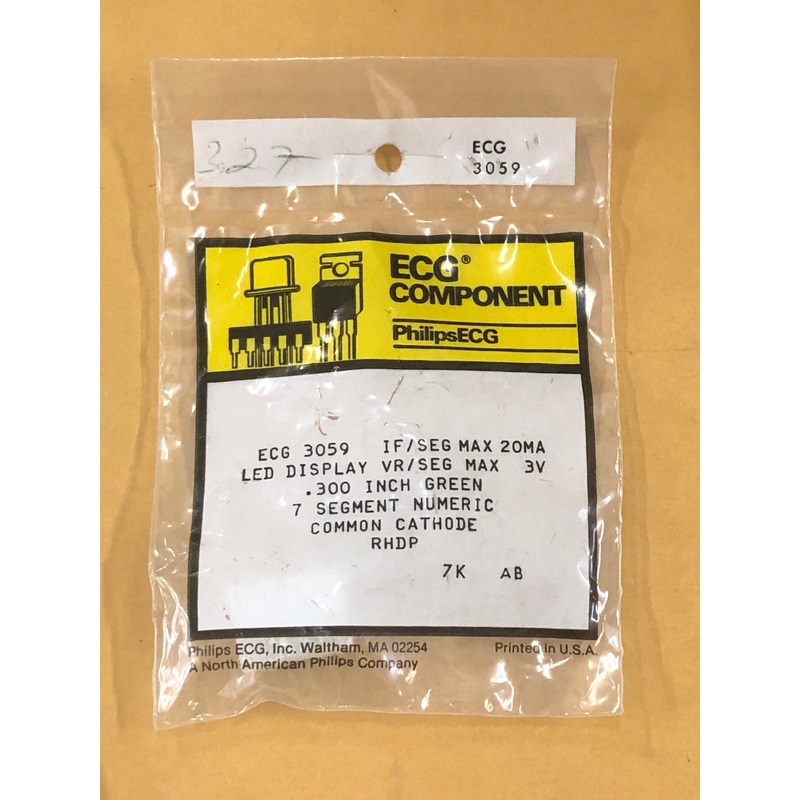 327
ECG
3059
ECG®
COMPONENT
PhilipsECG
ECG 3059 IF/SEG MAX 20MA
LED DISPLAY VR/SEG MAX 3V
.300 INCH GREEN
7 SEGMENT NUMERIC
COMMON CATHODE
RHDP
7K AB
Philips ECG, Inc. Waltham, MA 02254 Printed In U.S.A.
A North American Philips Company